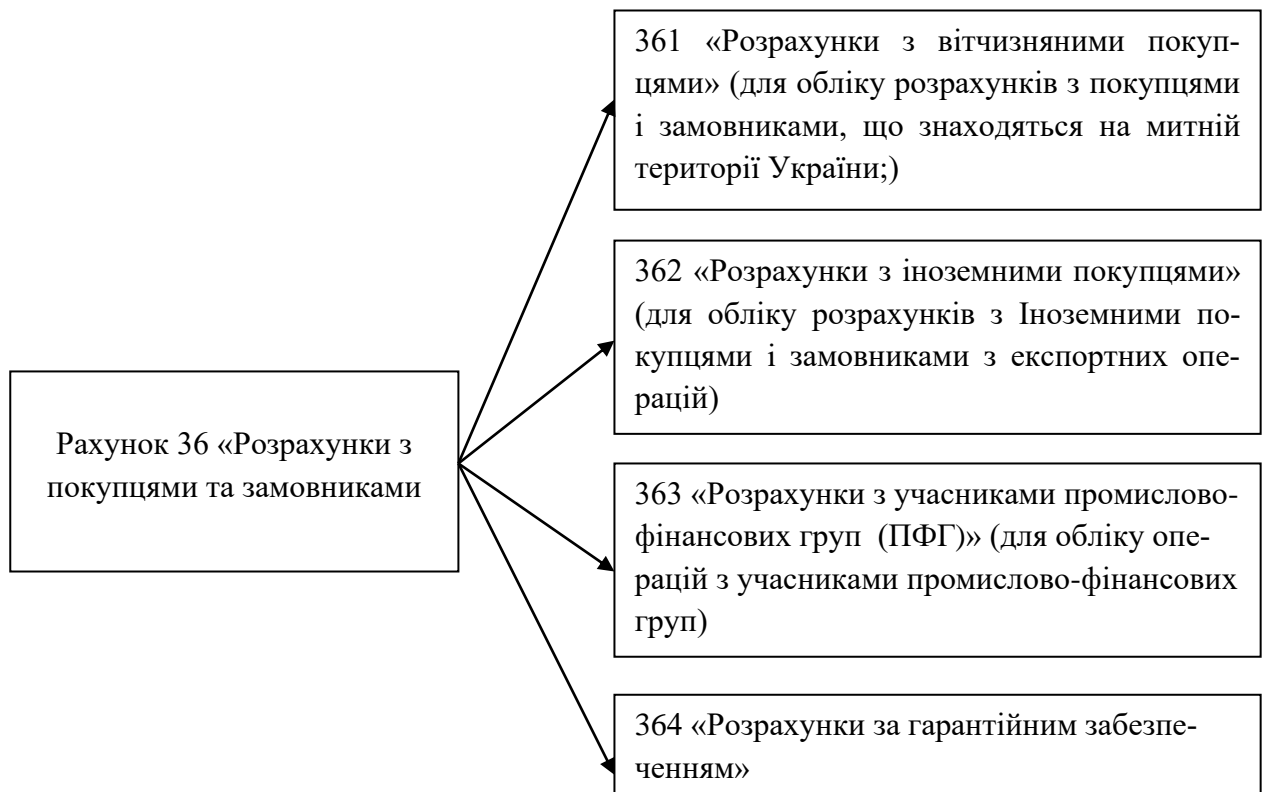 361 «Розрахунки з вітчизняними покуп-
цями» (для обліку розрахунків з покупцями
і замовниками, що знаходяться на митній
території України;)
362 «Розрахунки з іноземними покупцями»
(для обліку розрахунків з Іноземними по-
купцями і замовниками з експортних опе-
рацій)
Рахунок 36 «Розрахунки з
покупцями та замовниками
363 «Розрахунки з учасниками промислово-
фінансових груп (ПФГ)» (для обліку опе-
рацій з учасниками промислово-фінансових
груп)
364 «Розрахунки за гарантійним забезпе-
ченням»